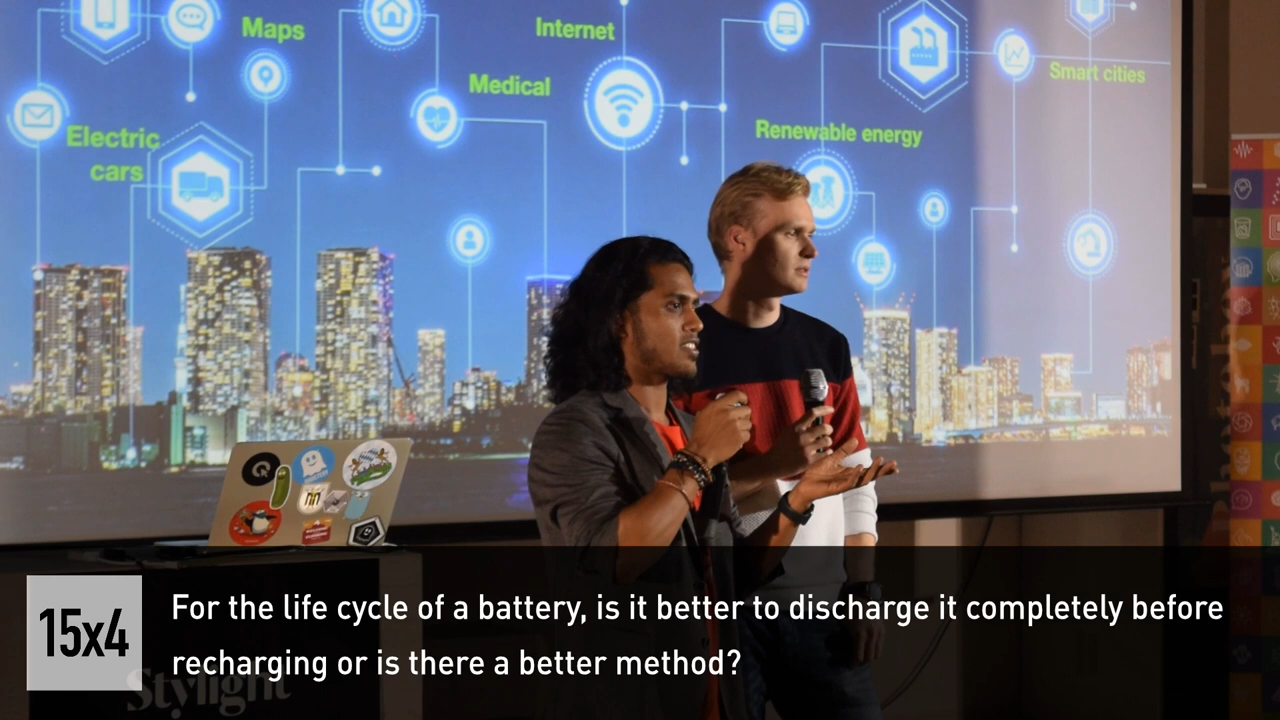 Maps
Internet
Medical
Smart cities
Electric
cars
Renewable energy
15x4
For the life cycle of a battery, is it better to discharge it completely before
recharging or is there a better method?
Stylight